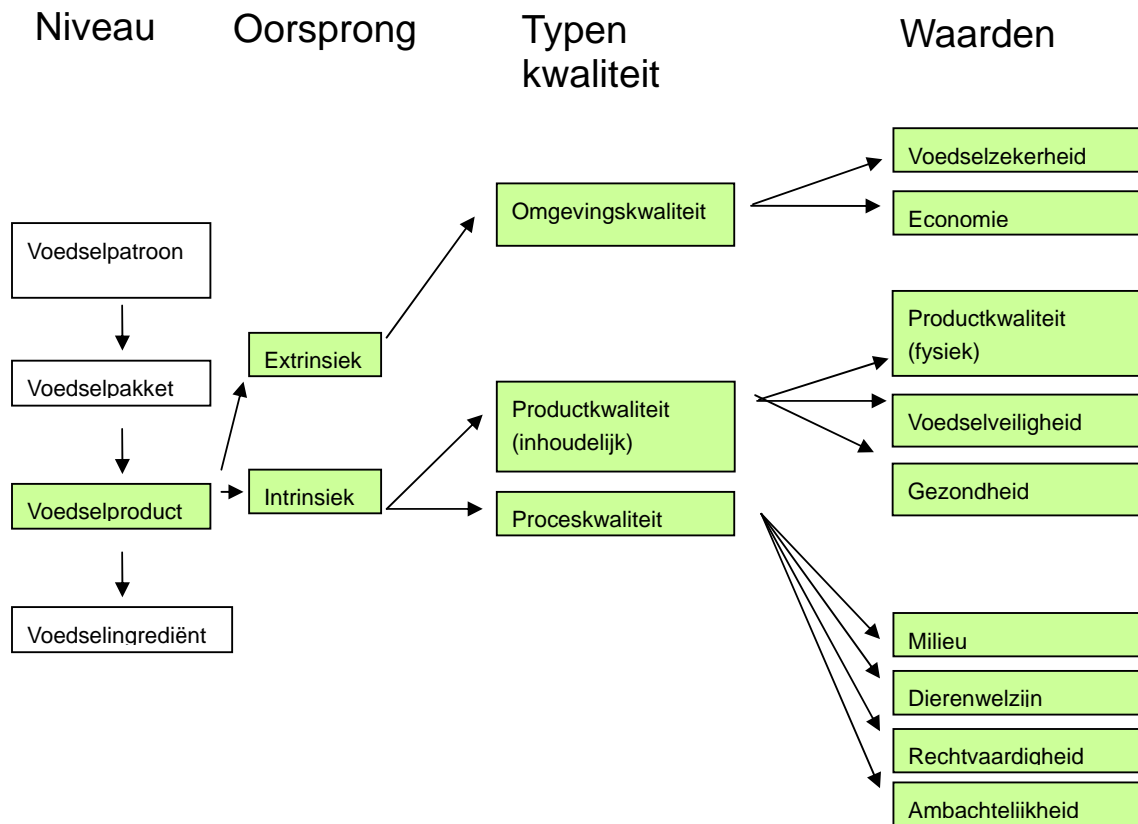 Niveau
Oorsprong
Typen
kwaliteit
Waarden
Voedselpatroon
Voedselpakket
Voedselproduct
Voedselingrediënt
Extrinsiek
Intrinsiek
Omgevingskwaliteit
Productkwaliteit
(inhoudelijk)
Proceskwaliteit
Voedselzekerheid
Economie
Productkwaliteit
(fysiek)
Voedselveiligheid
Gezondheid
Milieu
Dierenwelzijn
Rechtvaardigheid
Ambachtelijkheid